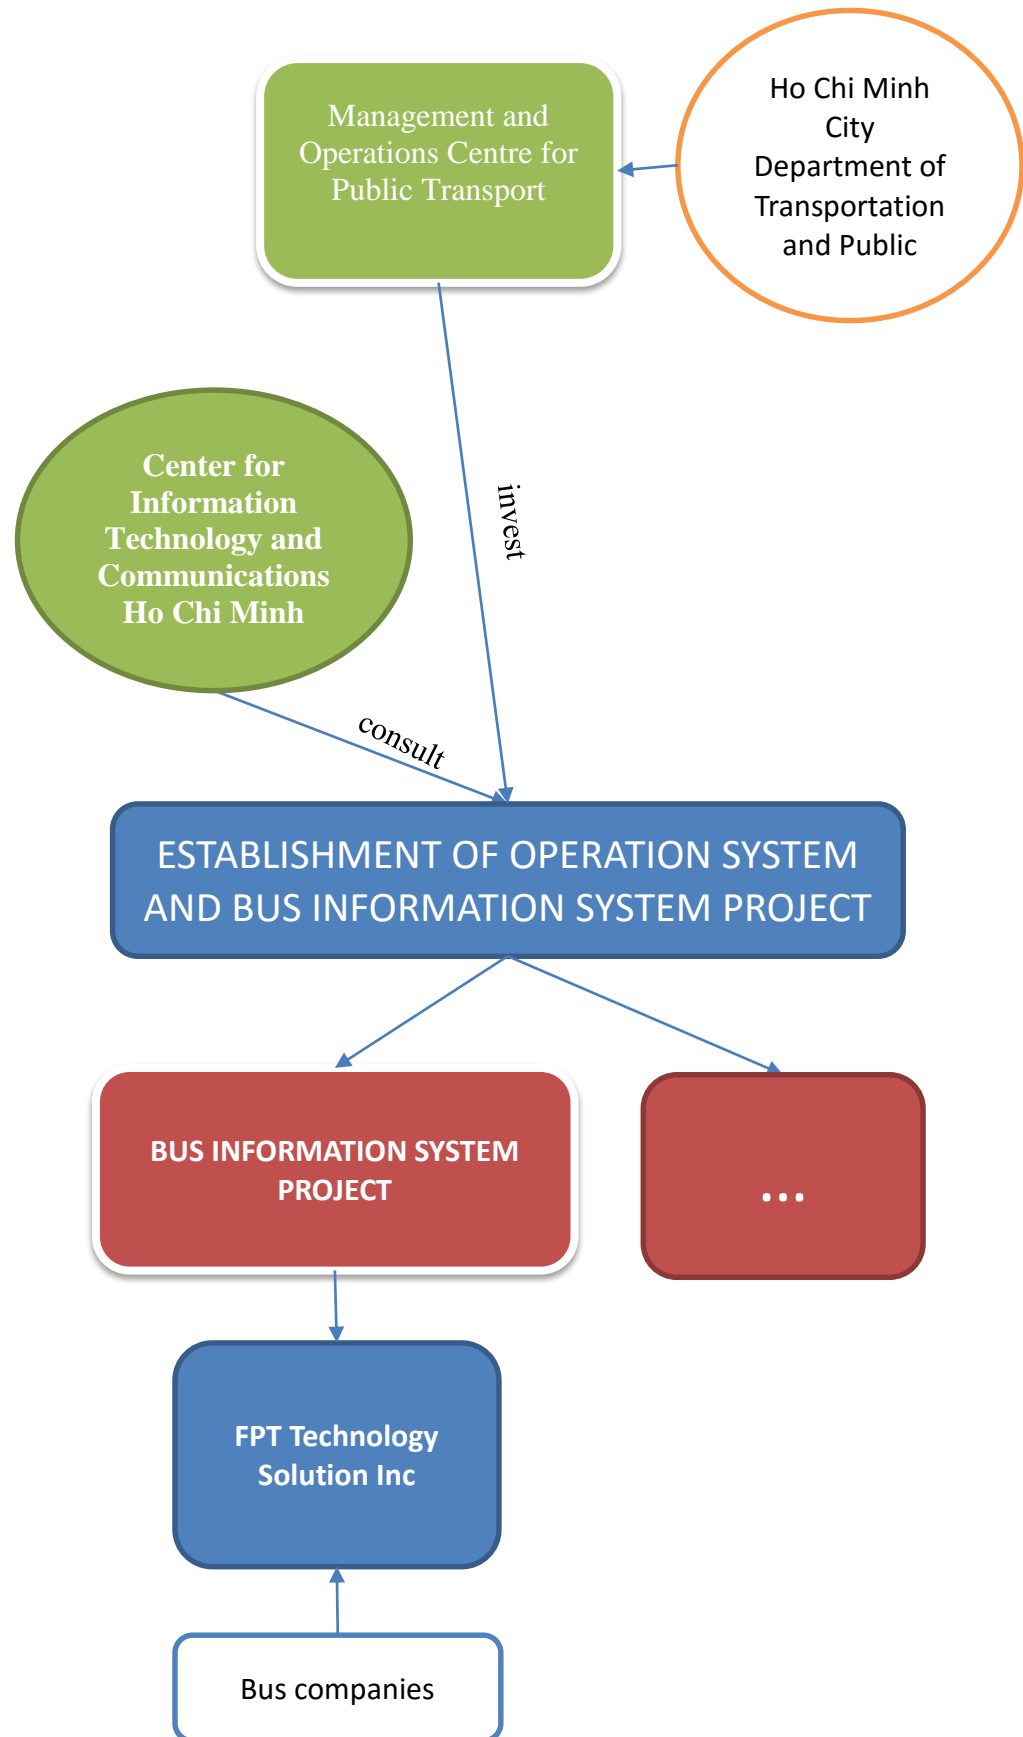 Management and
Operations Centre for
Public Transport
Ho Chi Minh
City
Department of
Transportation
and Public
Center for
Information
Technology and
Communications
Ho Chi Minh
invest
consult
ESTABLISHMENT OF OPERATION SYSTEM
AND BUS INFORMATION SYSTEM PROJECT
BUS INFORMATION SYSTEM
PROJECT
...
FPT Technology
Solution Inc
Bus companies